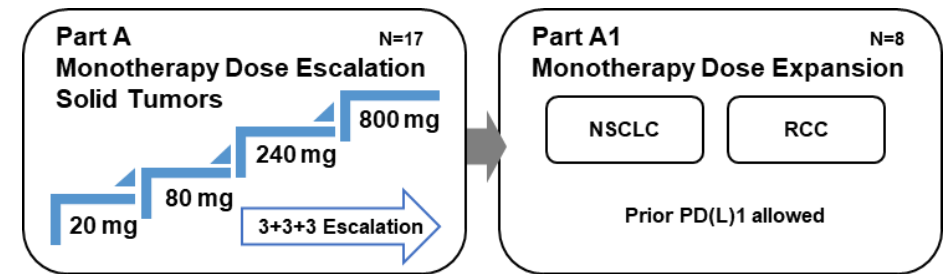 Part A N=17
Monotherapy Dose Escalation
Solid Tumors
800 mg
240 mg
80 mg
20 mg
3+3+3 Escalation
Part A1 N=8
Monotherapy Dose Expansion
NSCLC RCC
Prior PD(L)1 allowed